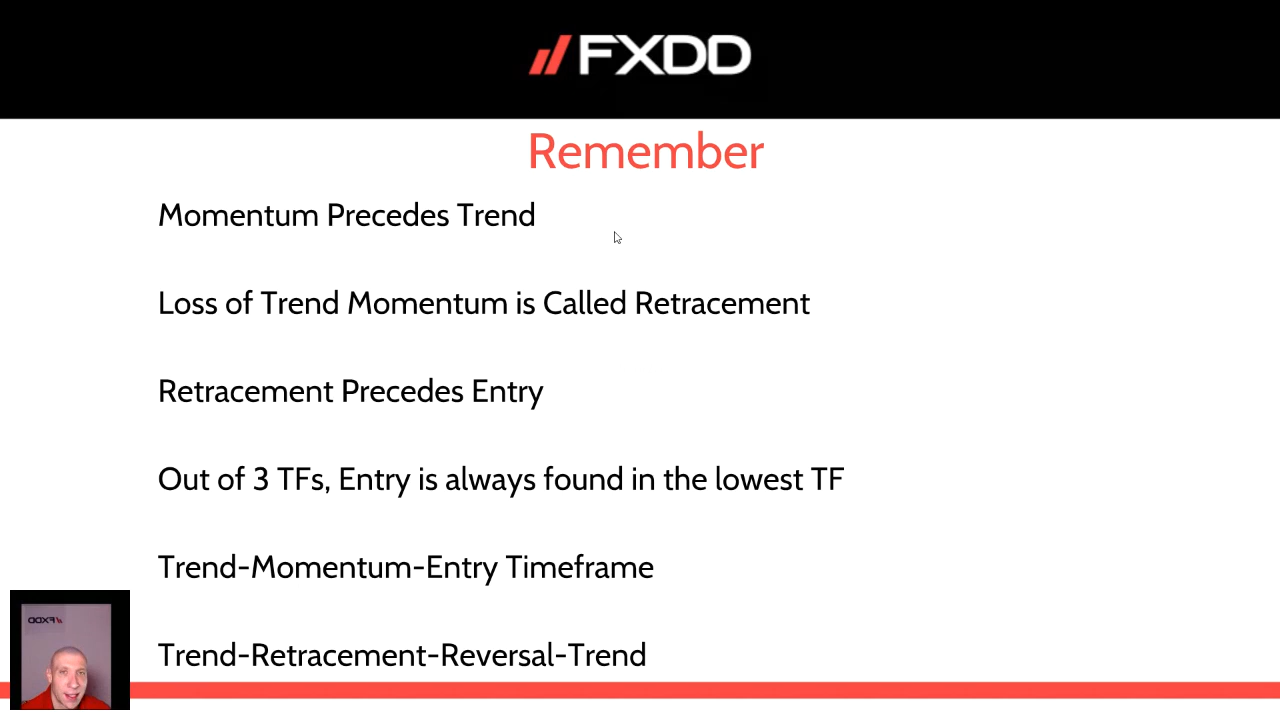 FXDD
Remember
Momentum Precedes Trend
Loss of Trend Momentum is Called Retracement
Retracement Precedes Entry
Out of 3 TFs, Entry is always found in the lowest TF
Trend-Momentum-Entry Timeframe
Trend-Retracement-Reversal-Trend
FXDD